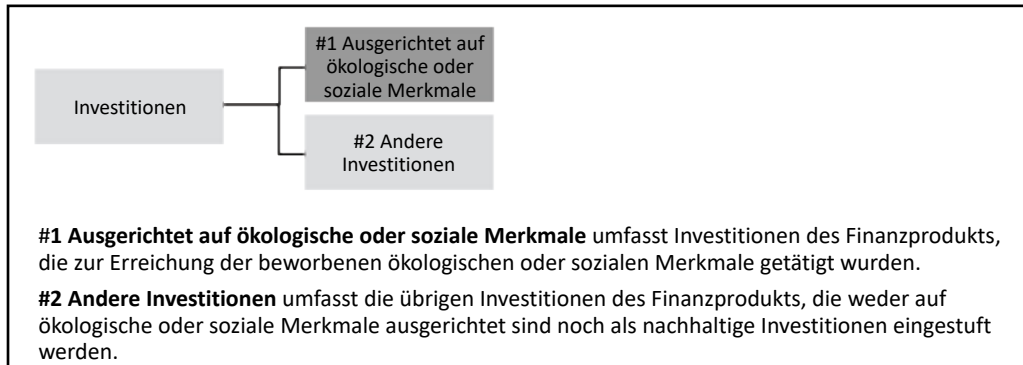 #1 Ausgerichtet auf
ökologische oder
soziale Merkmale
Investitionen
#2 Andere
Investitionen
#1 Ausgerichtet auf ökologische oder soziale Merkmale umfasst Investitionen des Finanzprodukts,
die zur Erreichung der beworbenen ökologischen oder sozialen Merkmale getätigt wurden.
#2 Andere Investitionen umfasst die übrigen Investitionen des Finanzprodukts, die weder auf
ökologische oder soziale Merkmale ausgerichtet sind noch als nachhaltige Investitionen eingestuft
werden.